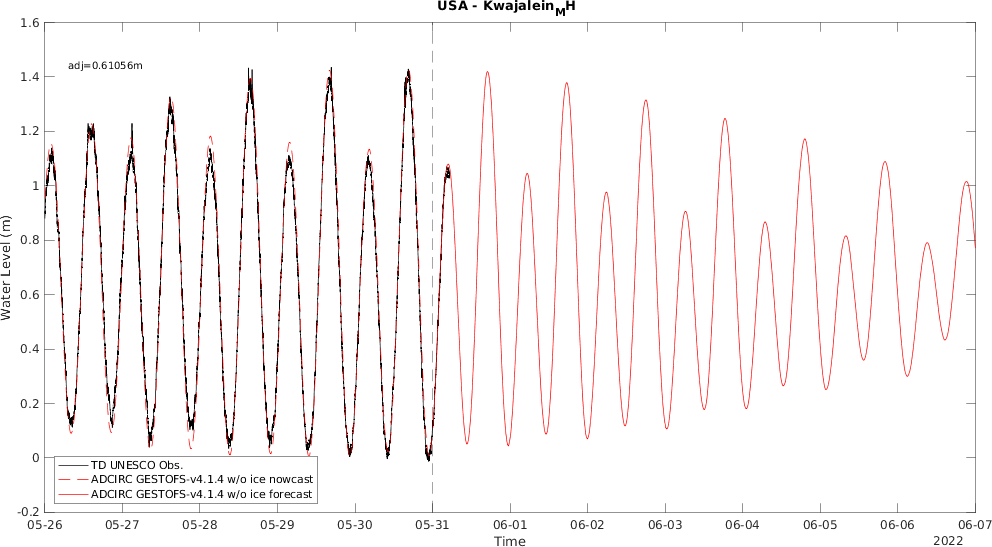 USA - Kwajalein_MH
adj=0.61056m
1.6
1.4
1.2
1
0.8
0.6
0.4
0.2
0
-0.2
Water Level (m)
TD UNESCO Obs.
ADCIRC GESTOFS-v4.1.4 w/o ice nowcast
ADCIRC GESTOFS-v4.1.4 w/o ice forecast
05-26 05-27 05-28 05-29 05-30 05-31 06-01 06-02 06-03 06-04 06-05 06-06 06-07
Time
2022